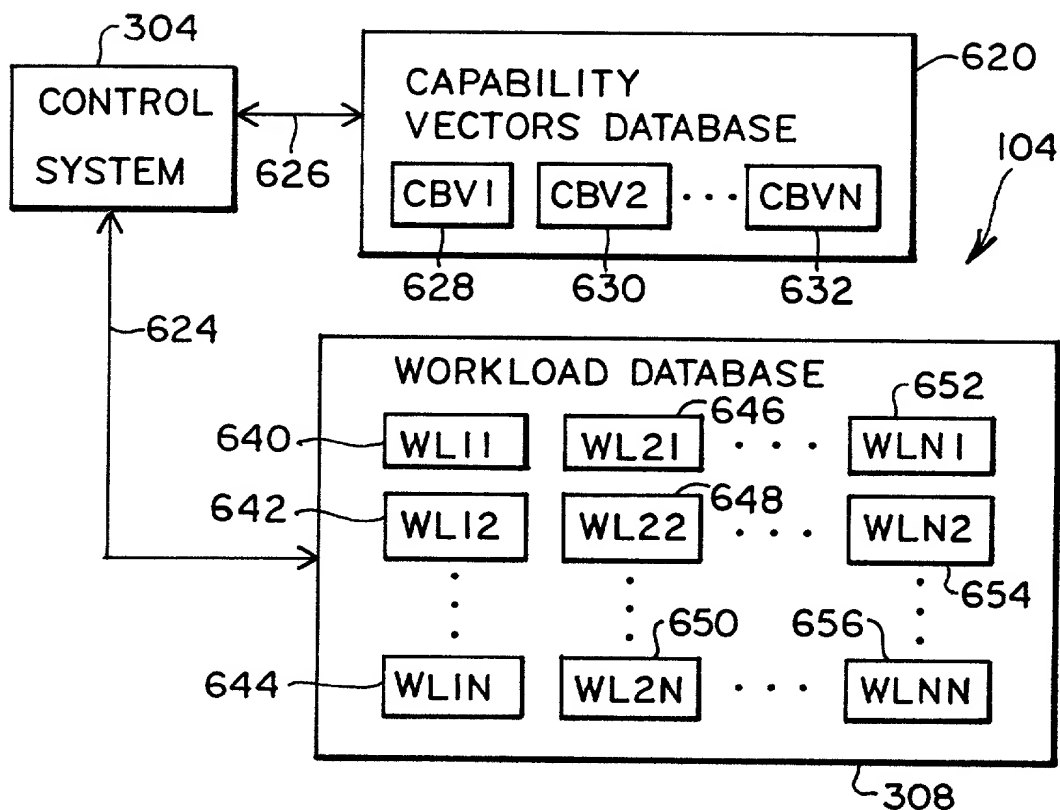 304
CONTROL
SYSTEM
626
CAPABILITY
VECTORS DATABASE
CBV1 CBV2 ... CBVN
628 630 632
620
104
624
WORKLOAD DATABASE
646 652
640 WL11 WL21 ... WLN1
642 WL12 648 WL22 ... WLN2
654
650 656
644 WL1N WL2N ... WLNN
308